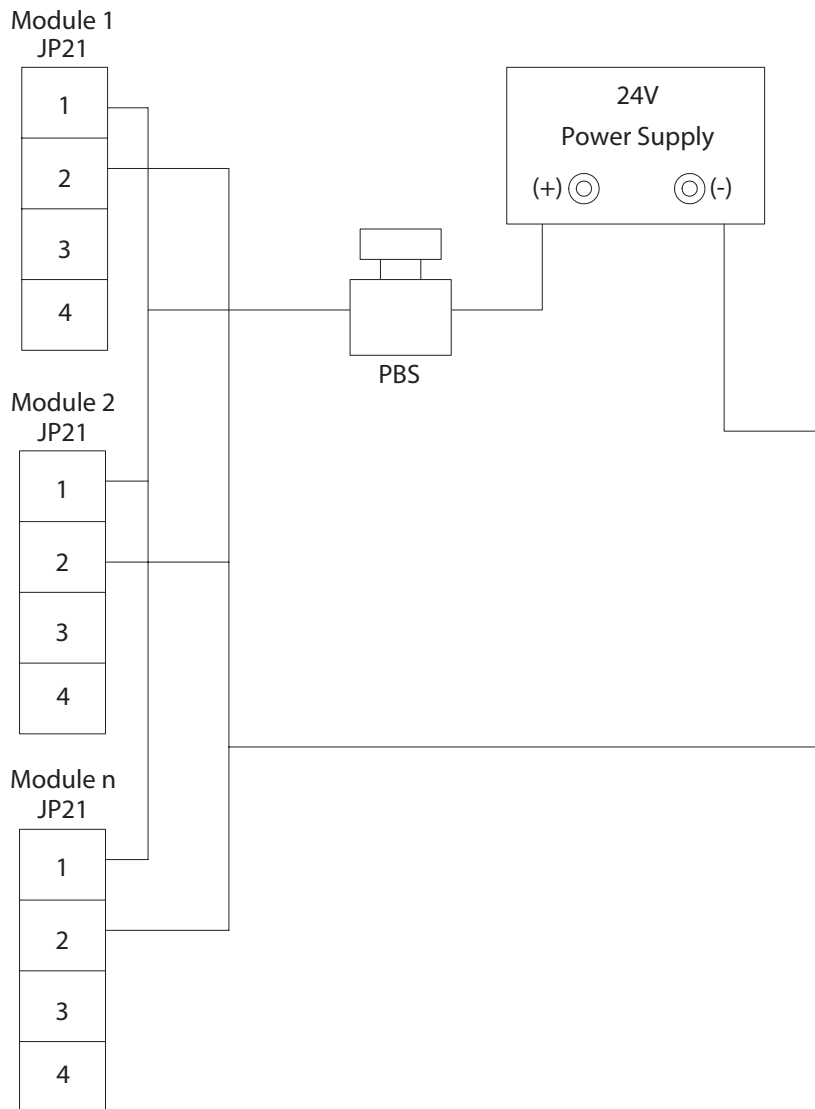 Module 1
JP21
1
2
3
4
24V
Power Supply
(+) (-)
PBS
Module 2
JP21
1
2
3
4
Module n
JP21
1
2
3
4